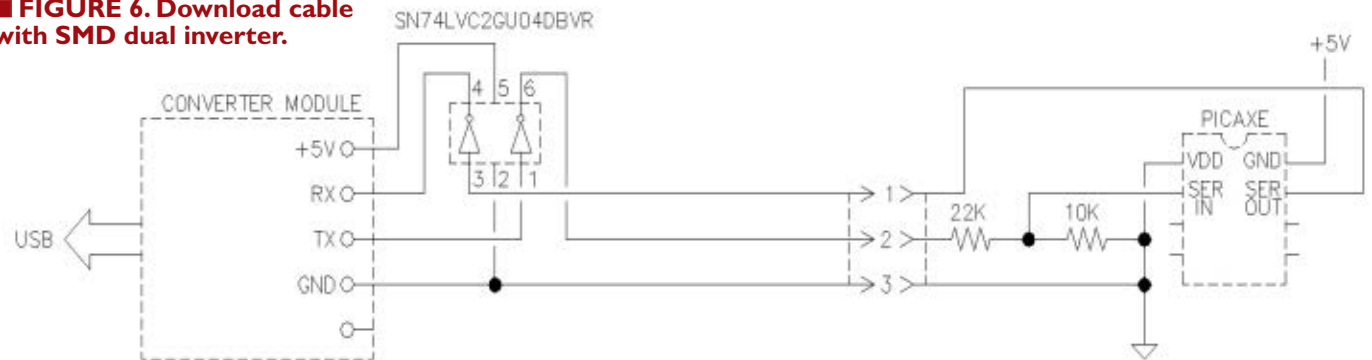 ■ FIGURE 6. Download cable
with SMD dual inverter.
SN74LVC2GU04DBVR
+5V
4 5 6
CONVERTER MODULE
PICAXE
+5V
VDD GND
3 2 1
RX
1
SER IN
SER OUT
22K
10K
USB
TX
2
GND
3